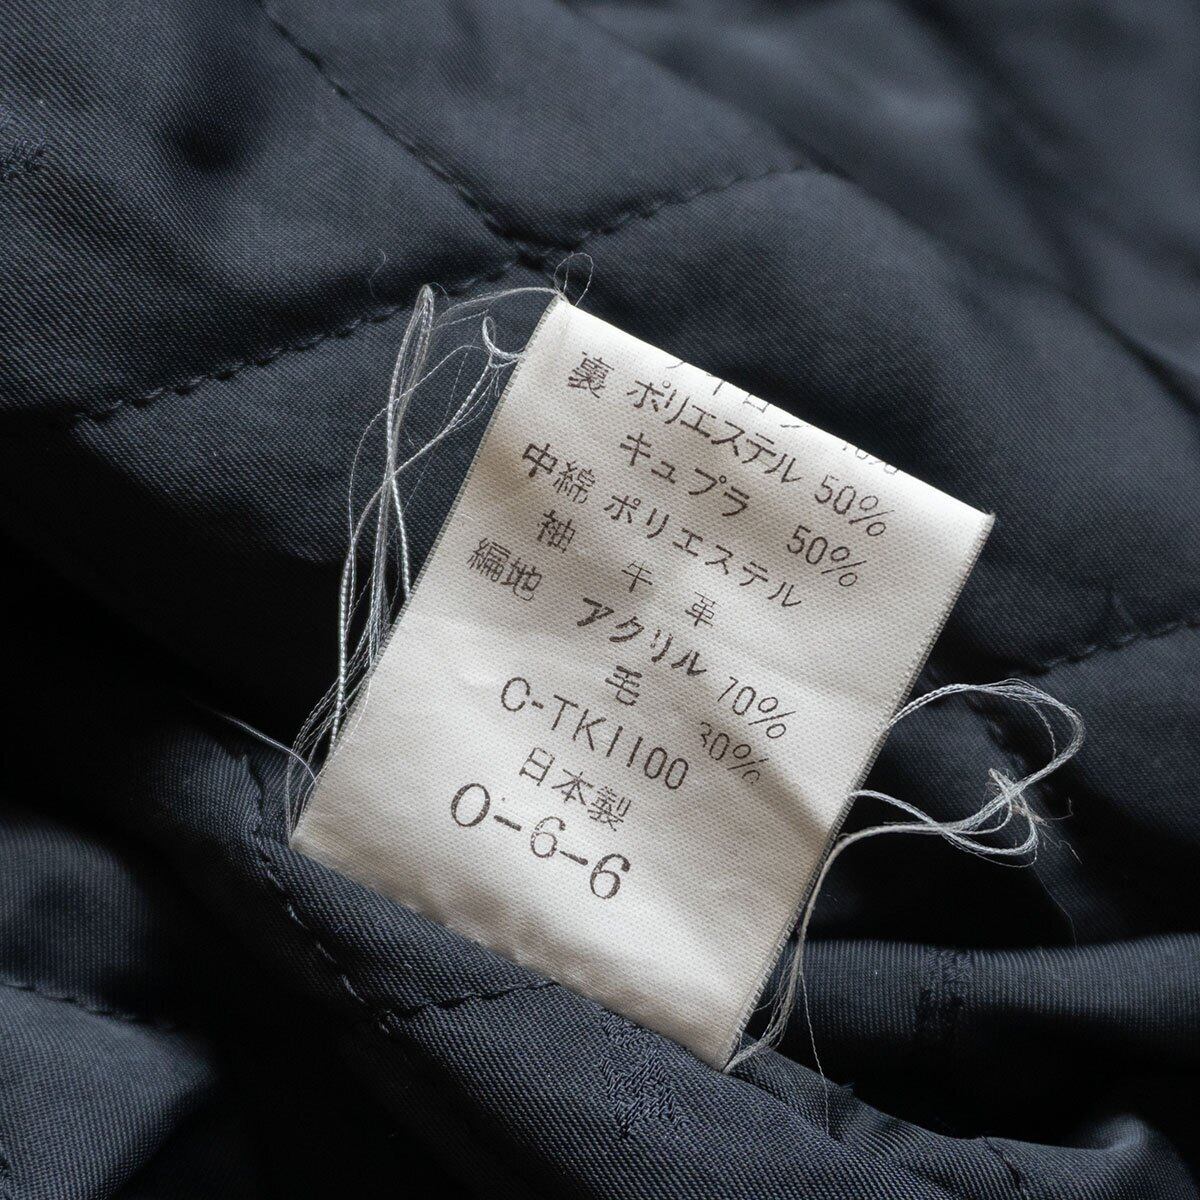 裏 ポリエステル 50%
キュプラ 50%
中綿 ポリエステル
袖 牛革
編地 アクリル 70%
毛 30%
C-TK1100
日本製
0-6-6